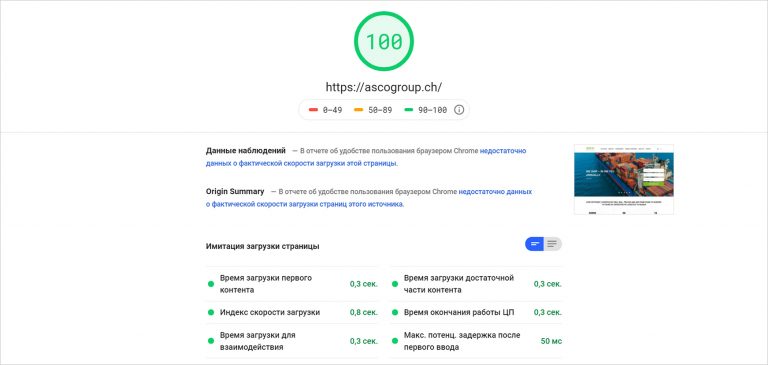 100
https://ascogroup.ch/
0–49 50–89 90–100
Данные наблюдений — В отчете об удобстве пользования браузером Chrome недостаточно
данных о фактической скорости загрузки этой страницы.
Origin Summary — В отчете об удобстве пользования браузером Chrome недостаточно данных
о фактической скорости загрузки страниц этого источника.
Имитация загрузки страницы
Время загрузки первого
контента 0,3 сек.
Время загрузки достаточной
части контента 0,3 сек.
Индекс скорости загрузки 0,8 сек.
Время окончания работы ЦП 0,3 сек.
Время загрузки для
взаимодействия 0,3 сек.
Макс. потенц. задержка после
первого ввода 50 мс